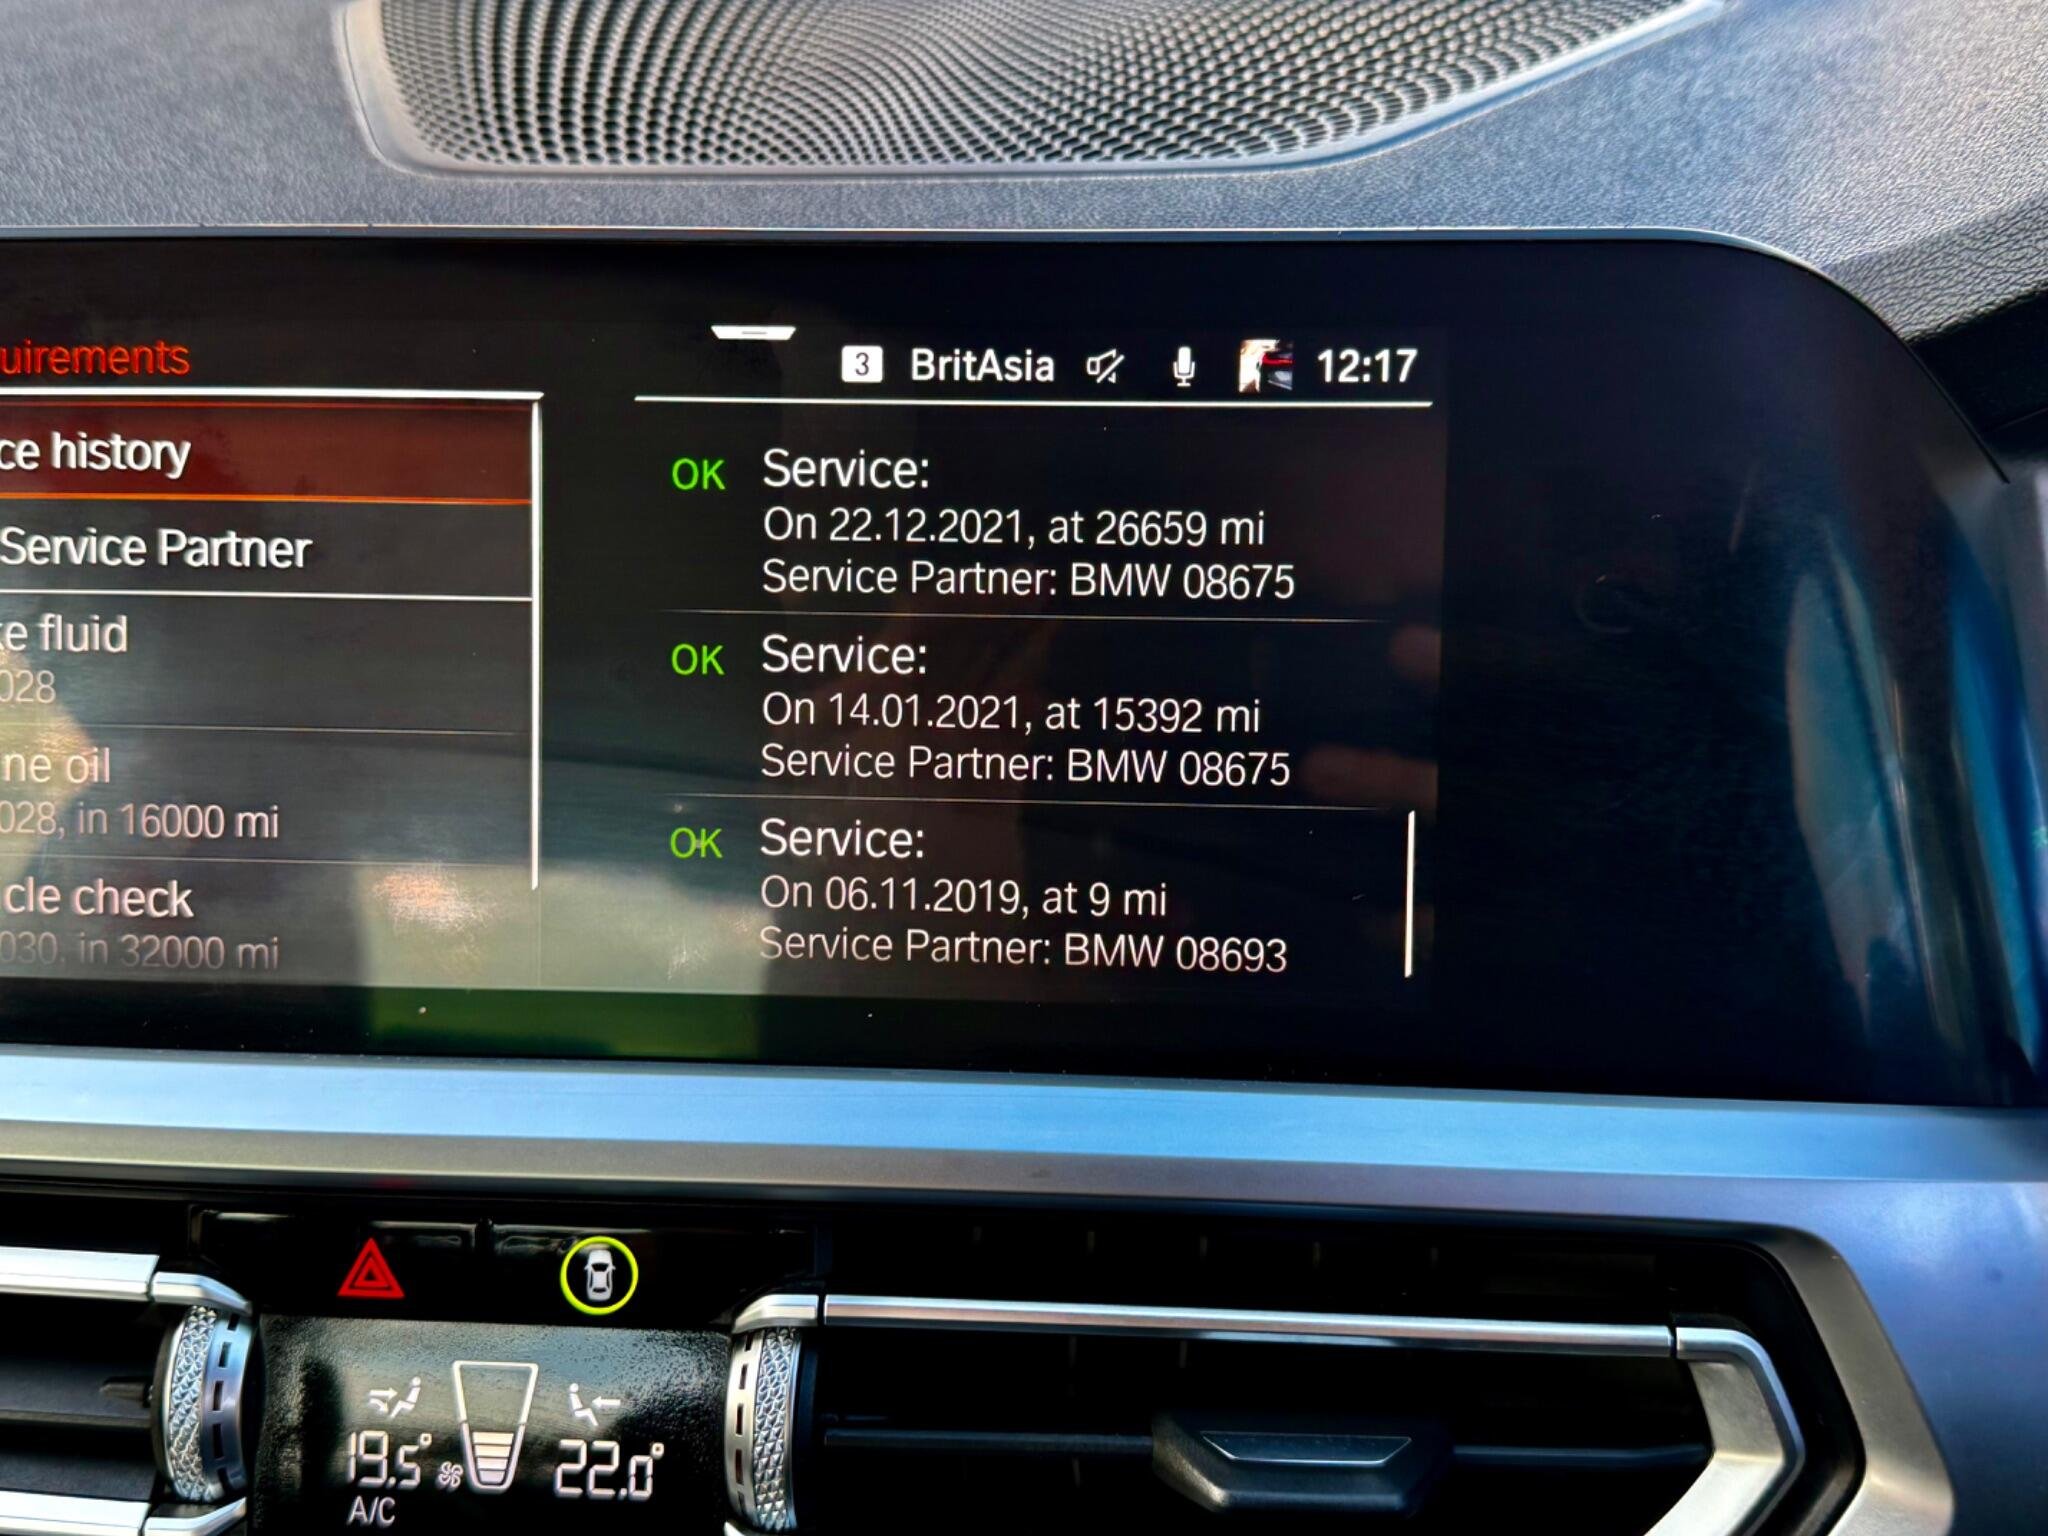 uirements
ce history
Service Partner
ke fluid
028
ne oil
028, in 16000 mi
cle check
030, in 32000 mi
3 BritAsia 12:17
OK Service:
On 22.12.2021, at 26659 mi
Service Partner: BMW 08675
OK Service:
On 14.01.2021, at 15392 mi
Service Partner: BMW 08675
OK Service:
On 06.11.2019, at 9 mi
Service Partner: BMW 08693
19.5° 22.0°
A/C